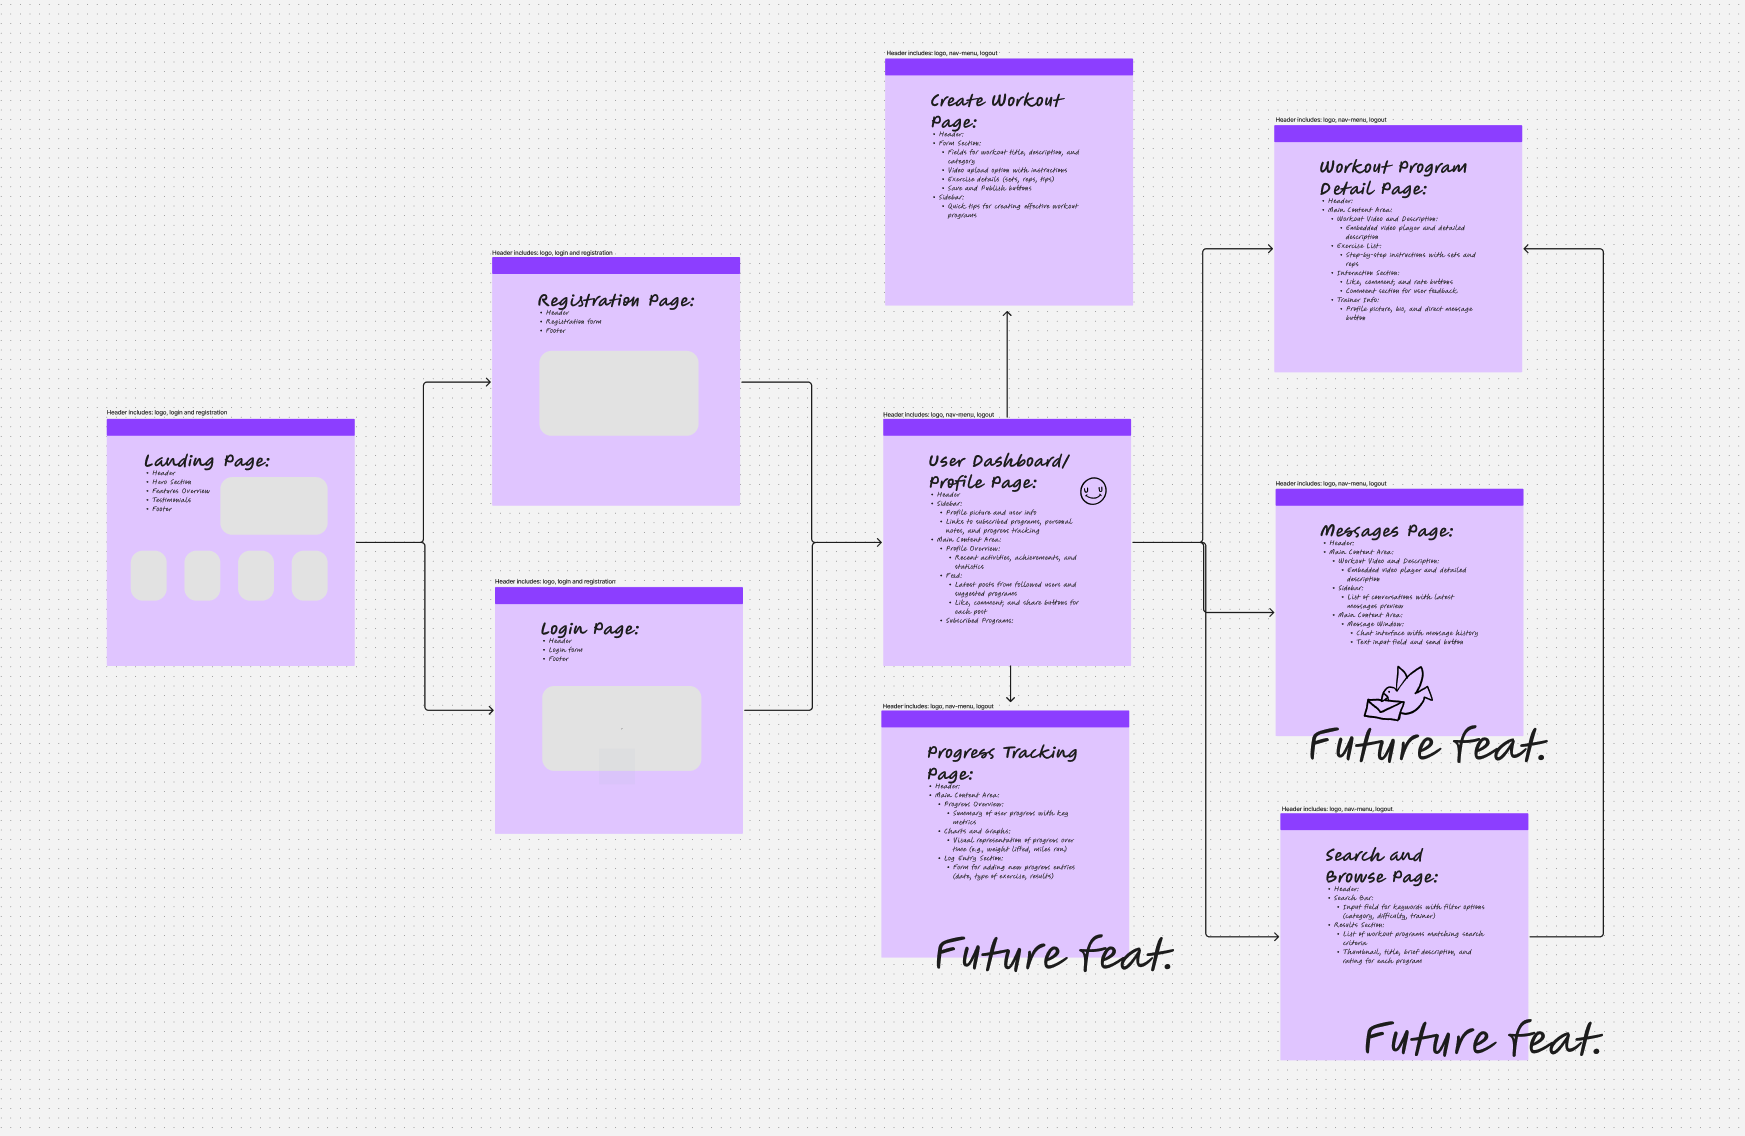 Header includes: logo, login and registration
Landing Page:
• Header
• Hero Section
• Features Overview
• Testimonials
• Footer
Header includes: logo, login and registration
Registration Page:
• Header
• Registration form
• Footer
Header includes: logo, login and registration
Login Page:
• Header
• Login form
• Footer
Header includes: logo, nav-menu, logout
Create Workout
Page:
• Header:
• Form Section:
• Fields for workout title, description, and
category
• Video upload option with instructions
• Exercise details (sets, reps, tips)
• Save and Publish buttons
• Sidebar:
• Quick tips for creating effective workout
programs
Header includes: logo, nav-menu, logout
User Dashboard/
Profile Page:
• Header
• Sidebar:
• Profile picture and user info
• Links to subscribed programs, personal
notes, and progress tracking
• Main Content Area:
• Profile Overview:
• Recent activities, achievements, and
statistics
• Feed:
• Latest posts from followed users and
suggested programs
• Like, comment, and share buttons for
each post
• Subscribed Programs:
Header includes: logo, nav-menu, logout
Progress Tracking
Page:
• Header:
• Main Content Area:
• Progress Overview:
• Summary of user progress with key
metrics
• Charts and Graphs:
• Visual representation of progress over
time (e.g., weight lifted, miles run)
• Log Entry Section:
• Form for adding new progress entries
(date, type of exercise, results)
Future feat.
Header includes: logo, nav-menu, logout
Workout Program
Detail Page:
• Header:
• Main Content Area:
• Workout Video and Description:
• Embedded video player and detailed
description
• Exercise List:
• Step-by-step instructions with sets and
reps
• Interaction Section:
• Like, comment, and rate buttons
• Comment section for user feedback
• Trainer Info:
• Profile picture, bio, and direct message
button
Header includes: logo, nav-menu, logout
Messages Page:
• Header:
• Main Content Area:
• Workout Video and Description:
• Embedded video player and detailed
description
• Sidebar:
• List of conversations with latest
messages preview
• Main Content Area:
• Message Window:
• Chat interface with message history
• Text input field and send button
Future feat.
Header includes: logo, nav-menu, logout
Search and
Browse Page:
• Header:
• Search Bar:
• Input field for keywords with filter options
(category, difficulty, trainer)
• Results Section:
• List of workout programs matching search
criteria
• Thumbnail, title, brief description, and
rating for each program
Future feat.